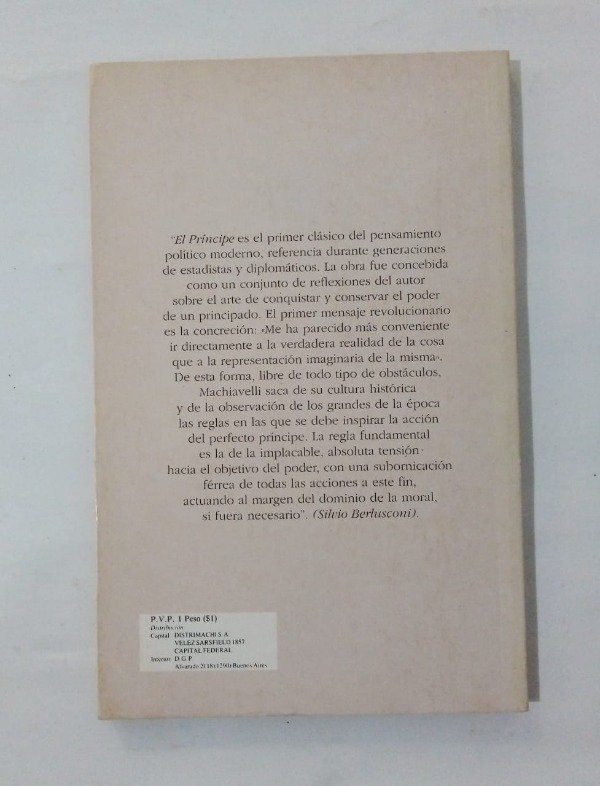 "El Príncipe es el primer clásico del pensamiento
político moderno, referencia durante generaciones
de estadistas y diplomáticos. La obra fue concebida
como un conjunto de reflexiones del autor
sobre el arte de conquistar y conservar el poder
de un principado. El primer mensaje revolucionario
es la concreción: «Me ha parecido más conveniente
ir directamente a la verdadera realidad de la cosa
que a la representación imaginaria de la misma».
De esta forma, libre de todo tipo de obstáculos,
Machiavelli saca de su cultura histórica
y de la observación de los grandes de la época
las reglas en las que se debe inspirar la acción
del perfecto príncipe. La regla fundamental
es la de la implacable, absoluta tensión
hacia el objetivo del poder, con una subornicación
férrea de todas las acciones a este fin,
actuando al margen del dominio de la moral,
si fuera necesario". (Silvio Berlusconi).
P.V.P. 1 Peso ($1)
Distribución
Capital DISTRIMACHI S.A.
VELEZ SARSFIELD 1857
CAPITAL FEDERAL
Interior D.G.P.
Alvarado 2118 (1290) Buenos Aires